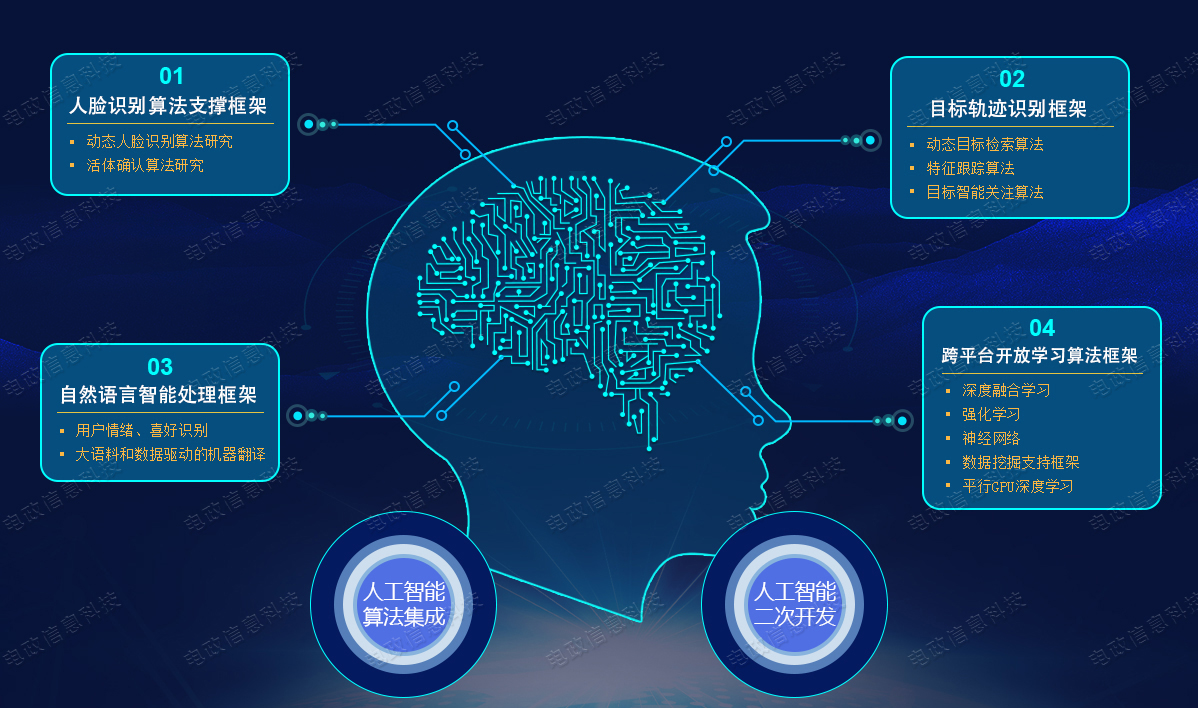 01
人脸识别算法支撑框架
动态人脸识别算法研究
活体确认算法研究
02
目标轨迹识别框架
动态目标检索算法
特征跟踪算法
目标智能关注算法
03
自然语言智能处理框架
用户情绪、喜好识别
大语料和数据驱动的机器翻译
04
跨平台开放学习算法框架
深度融合学习
强化学习
神经网络
数据挖掘支持框架
平行GPU深度学习
人工智能
算法集成
人工智能
二次开发
电政信息科技